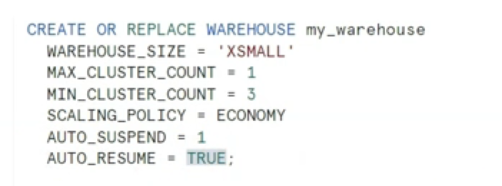 CREATE OR REPLACE WAREHOUSE my_warehouse
WAREHOUSE_SIZE = 'XSMALL'
MAX_CLUSTER_COUNT = 1
MIN_CLUSTER_COUNT = 3
SCALING_POLICY = ECONOMY
AUTO_SUSPEND = 1
AUTO_RESUME = TRUE;